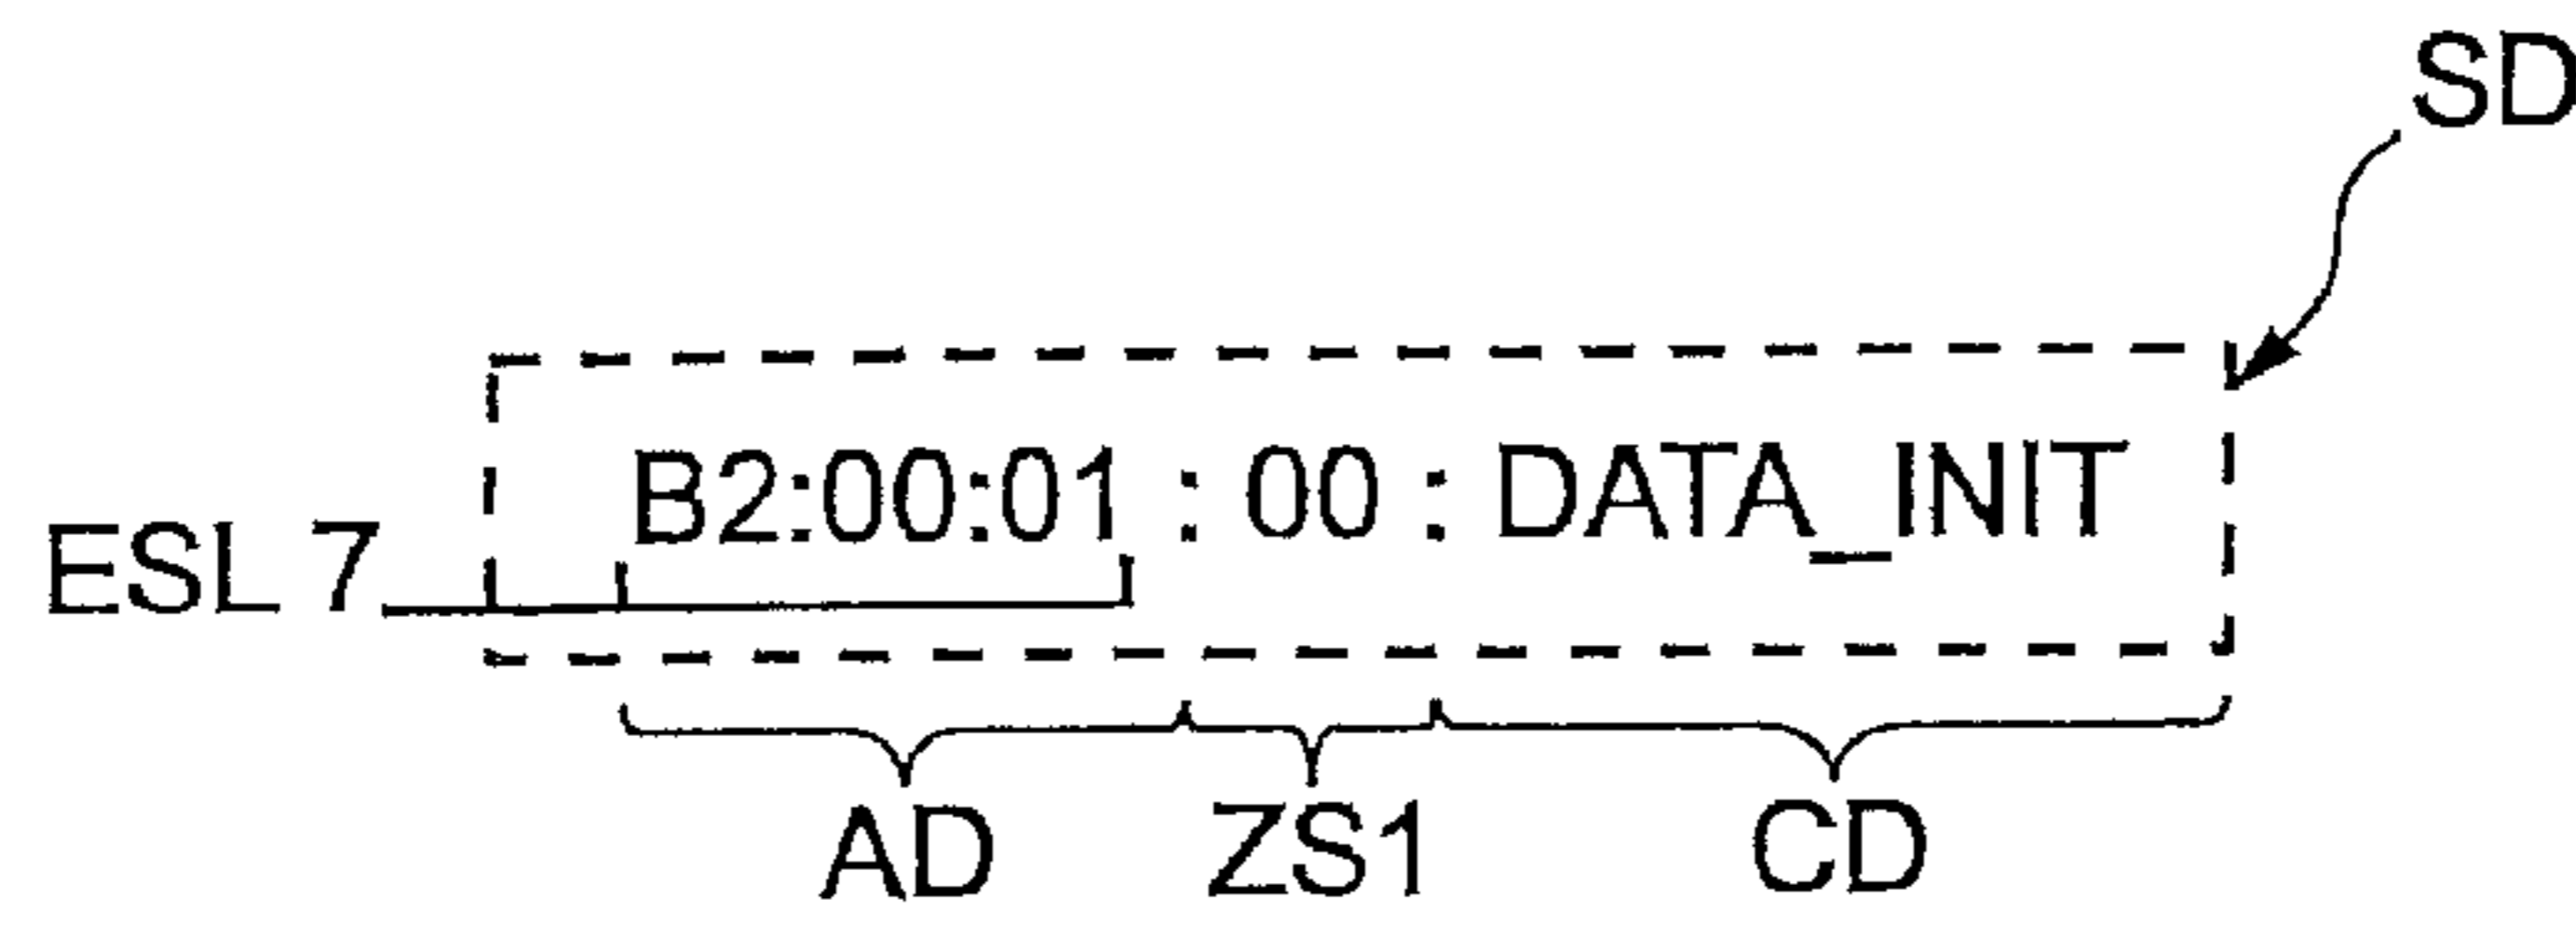 SD
B2:00:01 : 00 : DATA_INIT
ESL 7
AD ZS1 CD